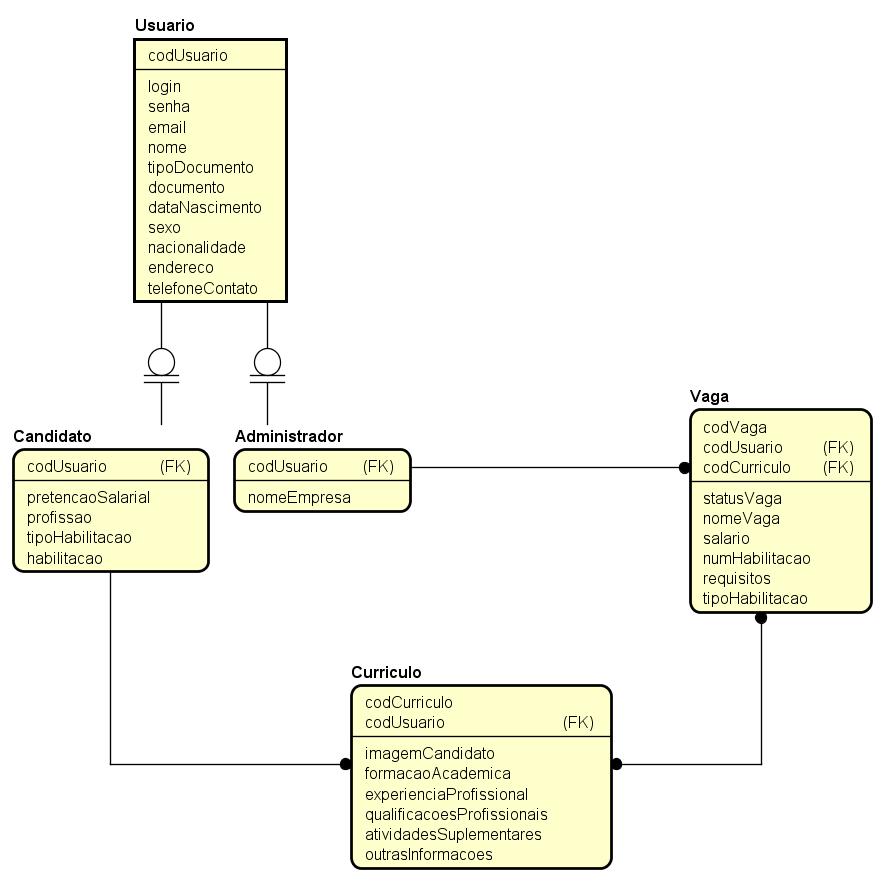 Usuario
codUsuario
login
senha
email
nome
tipoDocumento
documento
dataNascimento
sexo
nacionalidade
endereco
telefoneContato
Candidato
codUsuario (FK)
pretencaoSalarial
profissao
tipoHabilitacao
habilitacao
Administrador
codUsuario (FK)
nomeEmpresa
Vaga
codVaga
codUsuario (FK)
codCurriculo (FK)
statusVaga
nomeVaga
salario
numHabilitacao
requisitos
tipoHabilitacao
Curriculo
codCurriculo
codUsuario (FK)
imagemCandidato
formacaoAcademica
experienciaProfissional
qualificacoesProfissionais
atividadesSuplementares
outrasInformacoes